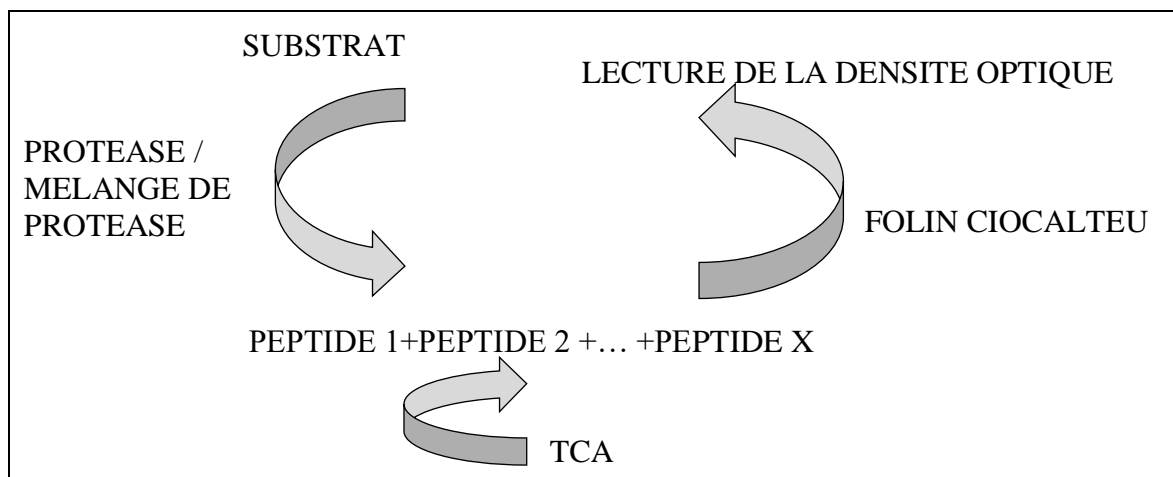 SUBSTRAT
LECTURE DE LA DENSITE OPTIQUE
PROTEASE /
MELANGE DE
PROTEASE
FOLIN CIOCALTEU
PEPTIDE 1+PEPTIDE 2 +… +PEPTIDE X
TCA